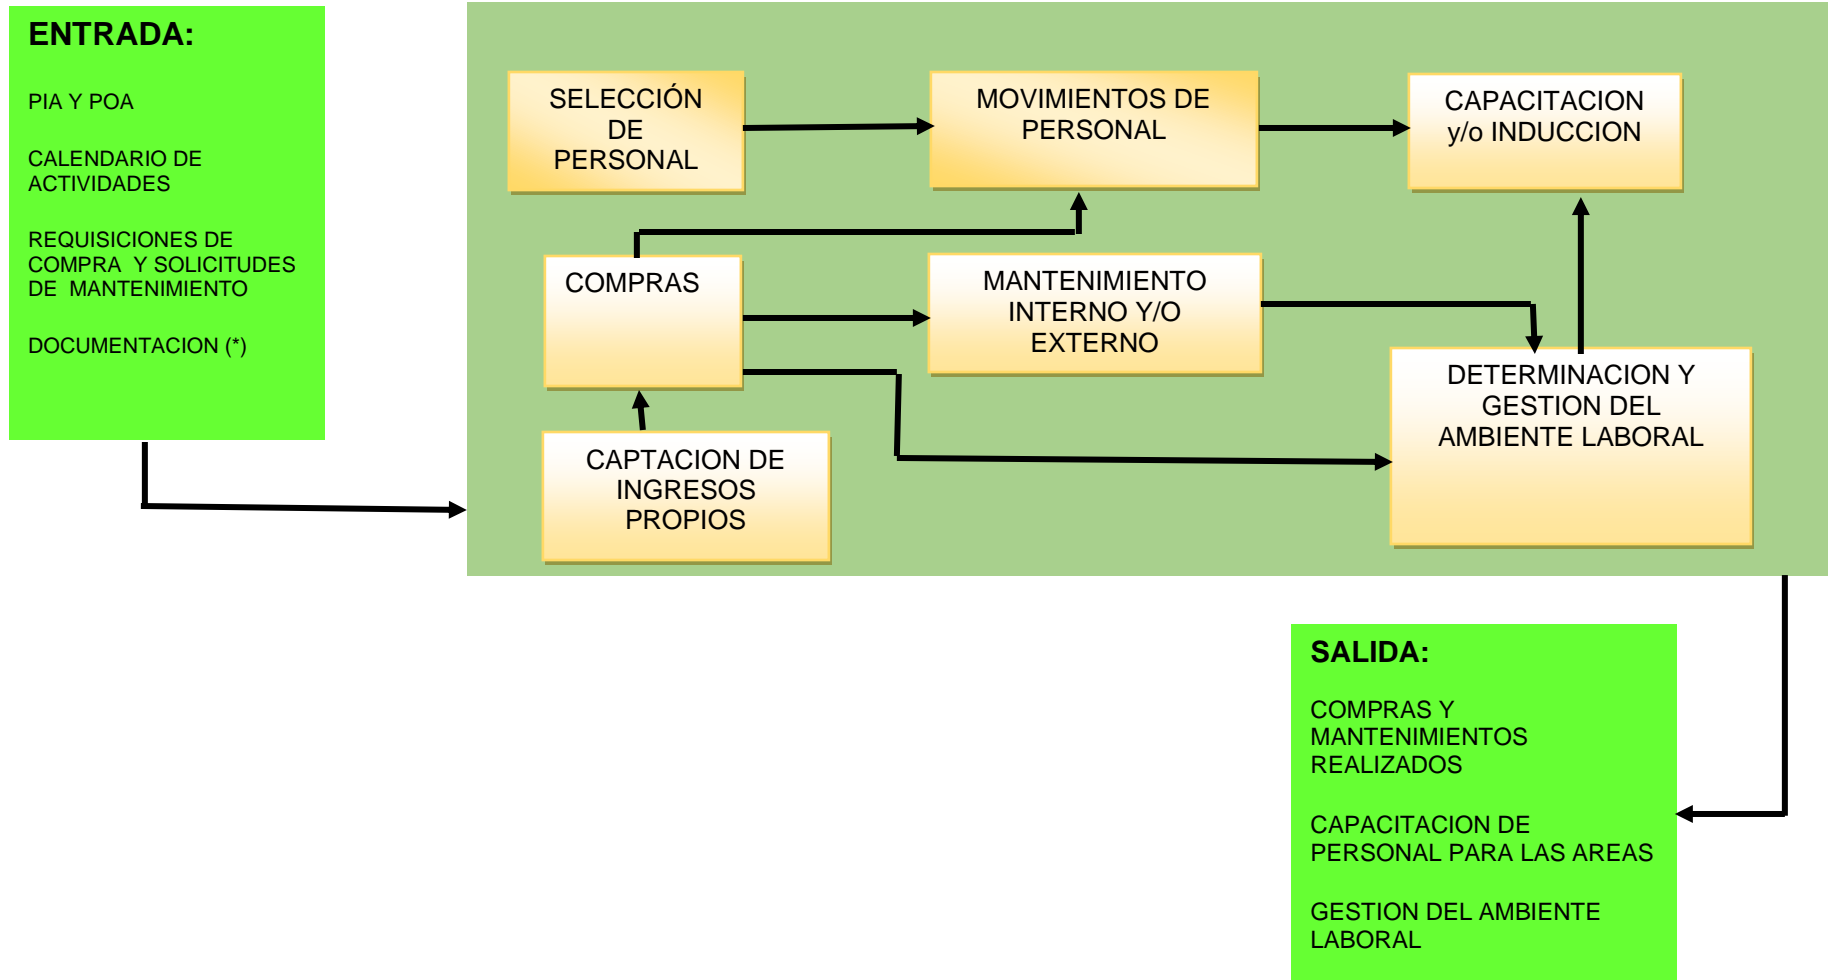 ENTRADA:
PIA Y POA
CALENDARIO DE
ACTIVIDADES
REQUISICIONES DE
COMPRA Y SOLICITUDES
DE MANTENIMIENTO
DOCUMENTACION (*)
SELECCIÓN
DE
PERSONAL
MOVIMIENTOS DE
PERSONAL
CAPACITACION
y/o INDUCCION
COMPRAS
MANTENIMIENTO
INTERNO Y/O
EXTERNO
DETERMINACION Y
GESTION DEL
AMBIENTE LABORAL
CAPTACION DE
INGRESOS
PROPIOS
SALIDA:
COMPRAS Y
MANTENIMIENTOS
REALIZADOS
CAPACITACION DE
PERSONAL PARA LAS AREAS
GESTION DEL AMBIENTE
LABORAL